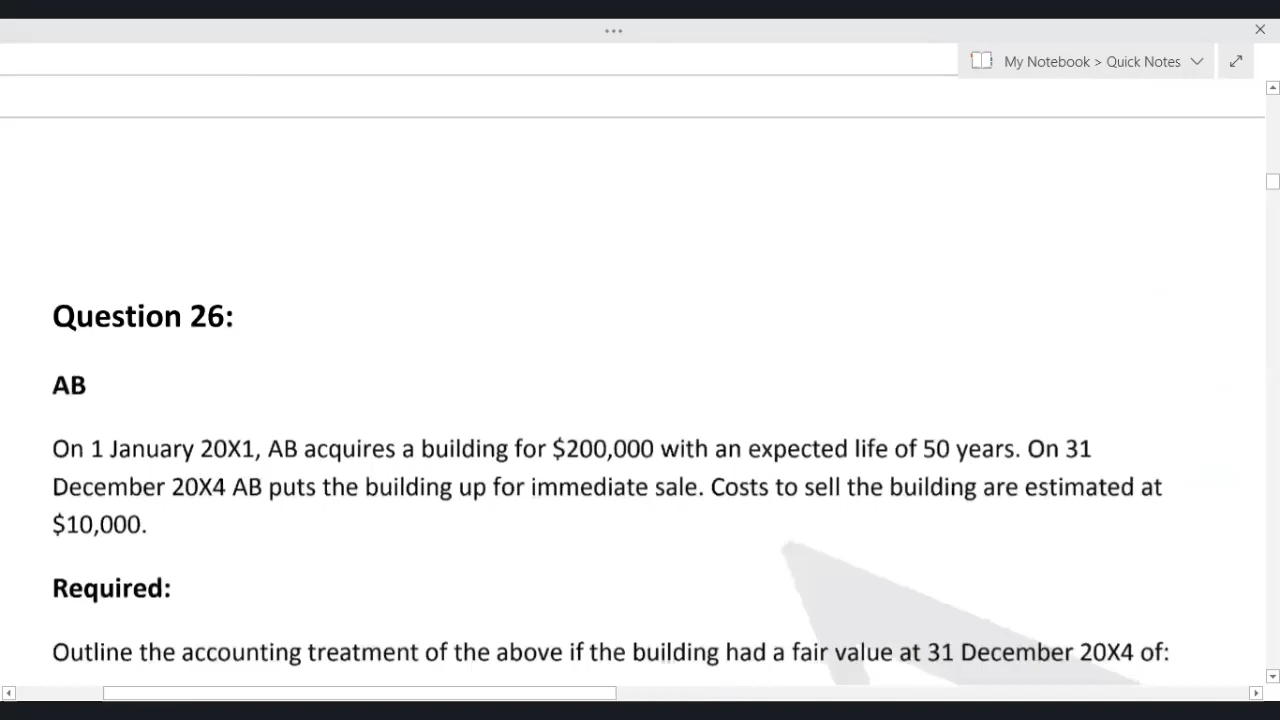 ...
My Notebook > Quick Notes
Question 26:
AB
On 1 January 20X1, AB acquires a building for $200,000 with an expected life of 50 years. On 31
December 20X4 AB puts the building up for immediate sale. Costs to sell the building are estimated at
$10,000.
Required:
Outline the accounting treatment of the above if the building had a fair value at 31 December 20X4 of: